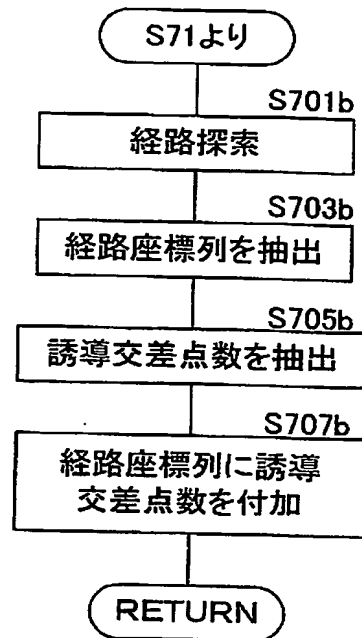 S71より
S701b
経路探索
S703b
経路座標列を抽出
S705b
誘導交差点数を抽出
S707b
経路座標列に誘導
交差点数を付加
RETURN